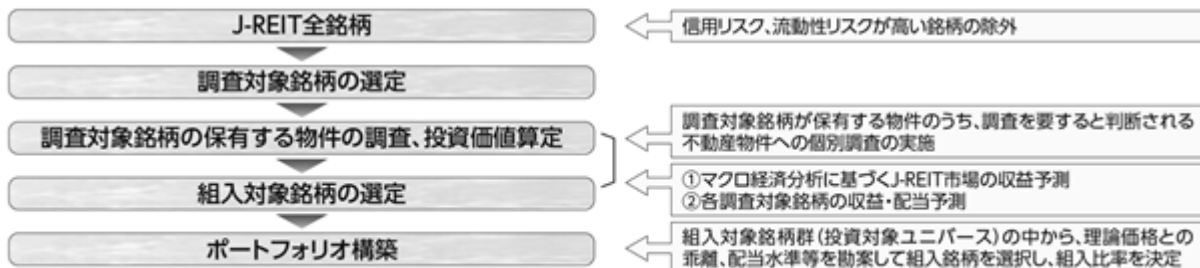 J-REIT全銘柄
信用リスク、流動性リスクが高い銘柄の除外
調査対象銘柄の選定
調査対象銘柄の保有する物件の調査、投資価値算定
調査対象銘柄が保有する物件のうち、調査を要すると判断される
不動産物件への個別調査の実施
組入対象銘柄の選定
①マクロ経済分析に基づくJ-REIT市場の収益予測
②各調査対象銘柄の収益・配当予測
ポートフォリオ構築
組入対象銘柄群(投資対象ユニバース)の中から、理論価格との
乖離、配当水準等を勘案して組入銘柄を選択し、組入比率を決定